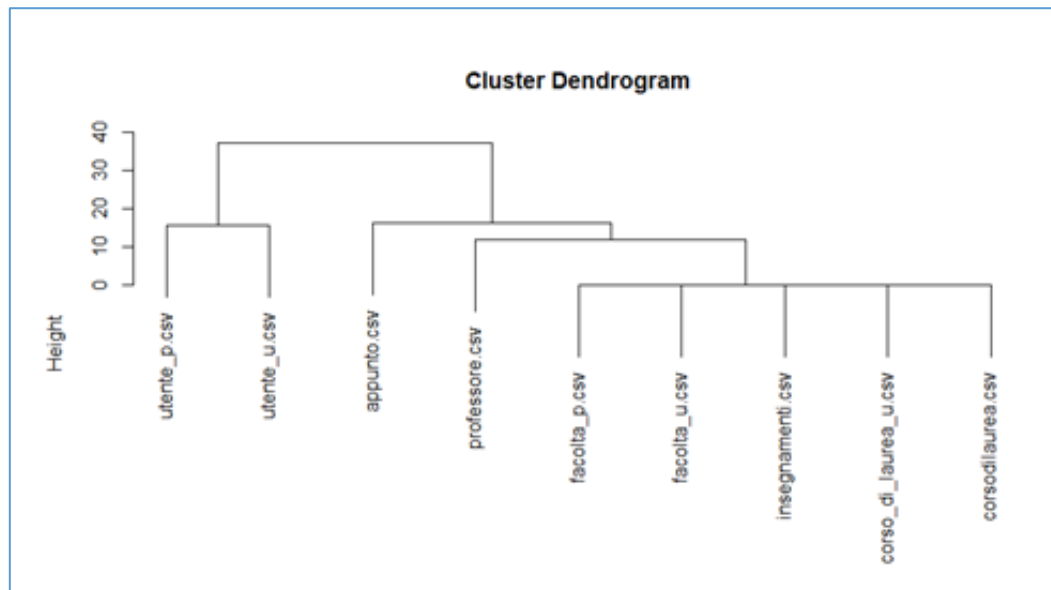 Cluster Dendrogram
Height
0
10
20
30
40
utente_p.csv
utente_u.csv
appunto.csv
professore.csv
facolta_p.csv
facolta_u.csv
insegnamenti.csv
corso_di_laurea_u.csv
corsodilaurea.csv